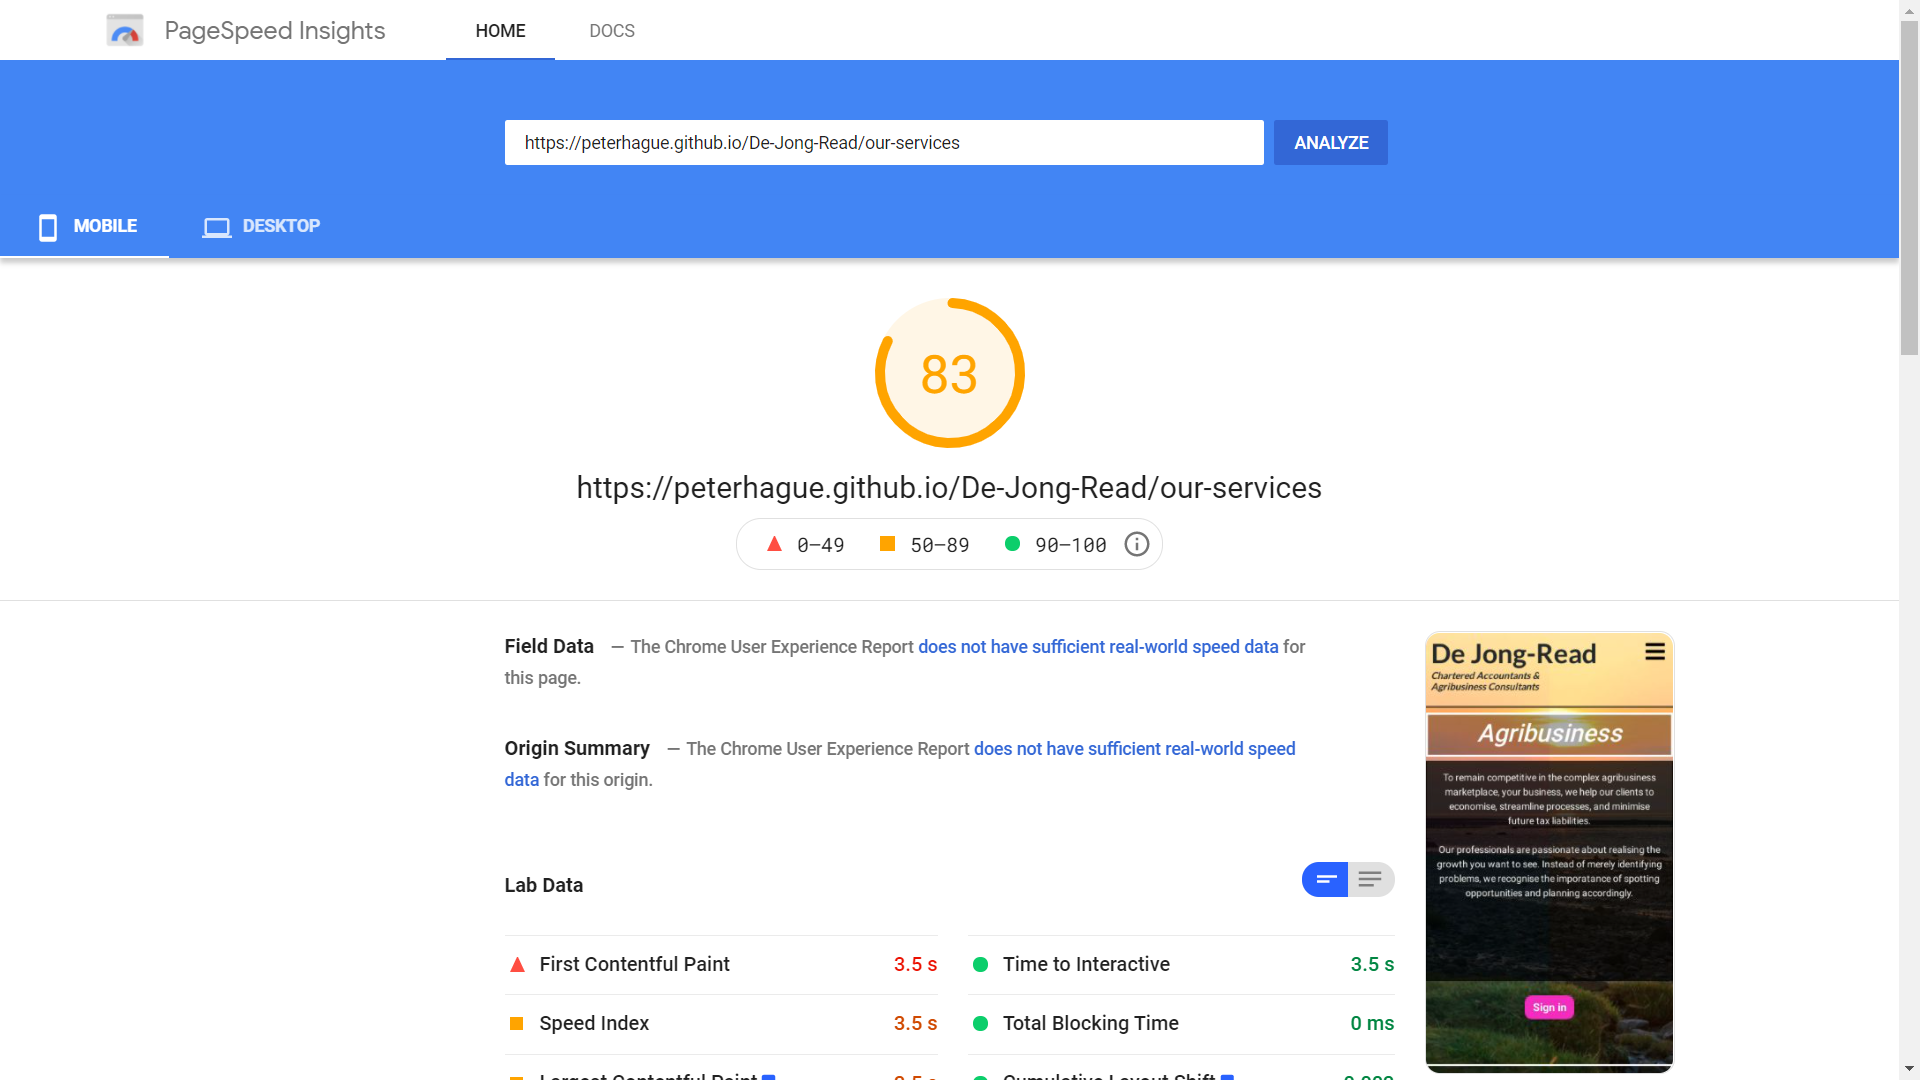 PageSpeed Insights
HOME
DOCS
https://peterhague.github.io/De-Jong-Read/our-services
ANALYZE
MOBILE
DESKTOP
83
https://peterhague.github.io/De-Jong-Read/our-services
0–49
50–89
90–100
Field Data — The Chrome User Experience Report does not have sufficient real-world speed data for
this page.
Origin Summary — The Chrome User Experience Report does not have sufficient real-world speed
data for this origin.
Lab Data
First Contentful Paint 3.5 s
Time to Interactive 3.5 s
Speed Index 3.5 s
Total Blocking Time 0 ms
Largest Contentful Paint
Cumulative Layout Shift
De Jong-Read
Chartered Accountants &
Agribusiness Consultants
Agribusiness
To remain competitive in the complex agribusiness
marketplace, your business, we help our clients to
economise, streamline processes, and minimise
future tax liabilities.
Our professionals are passionate about realising the
growth you want to see. Instead of merely identifying
problems, we recognise the imporatance of spotting
opportunities and planning accordingly.
Sign in